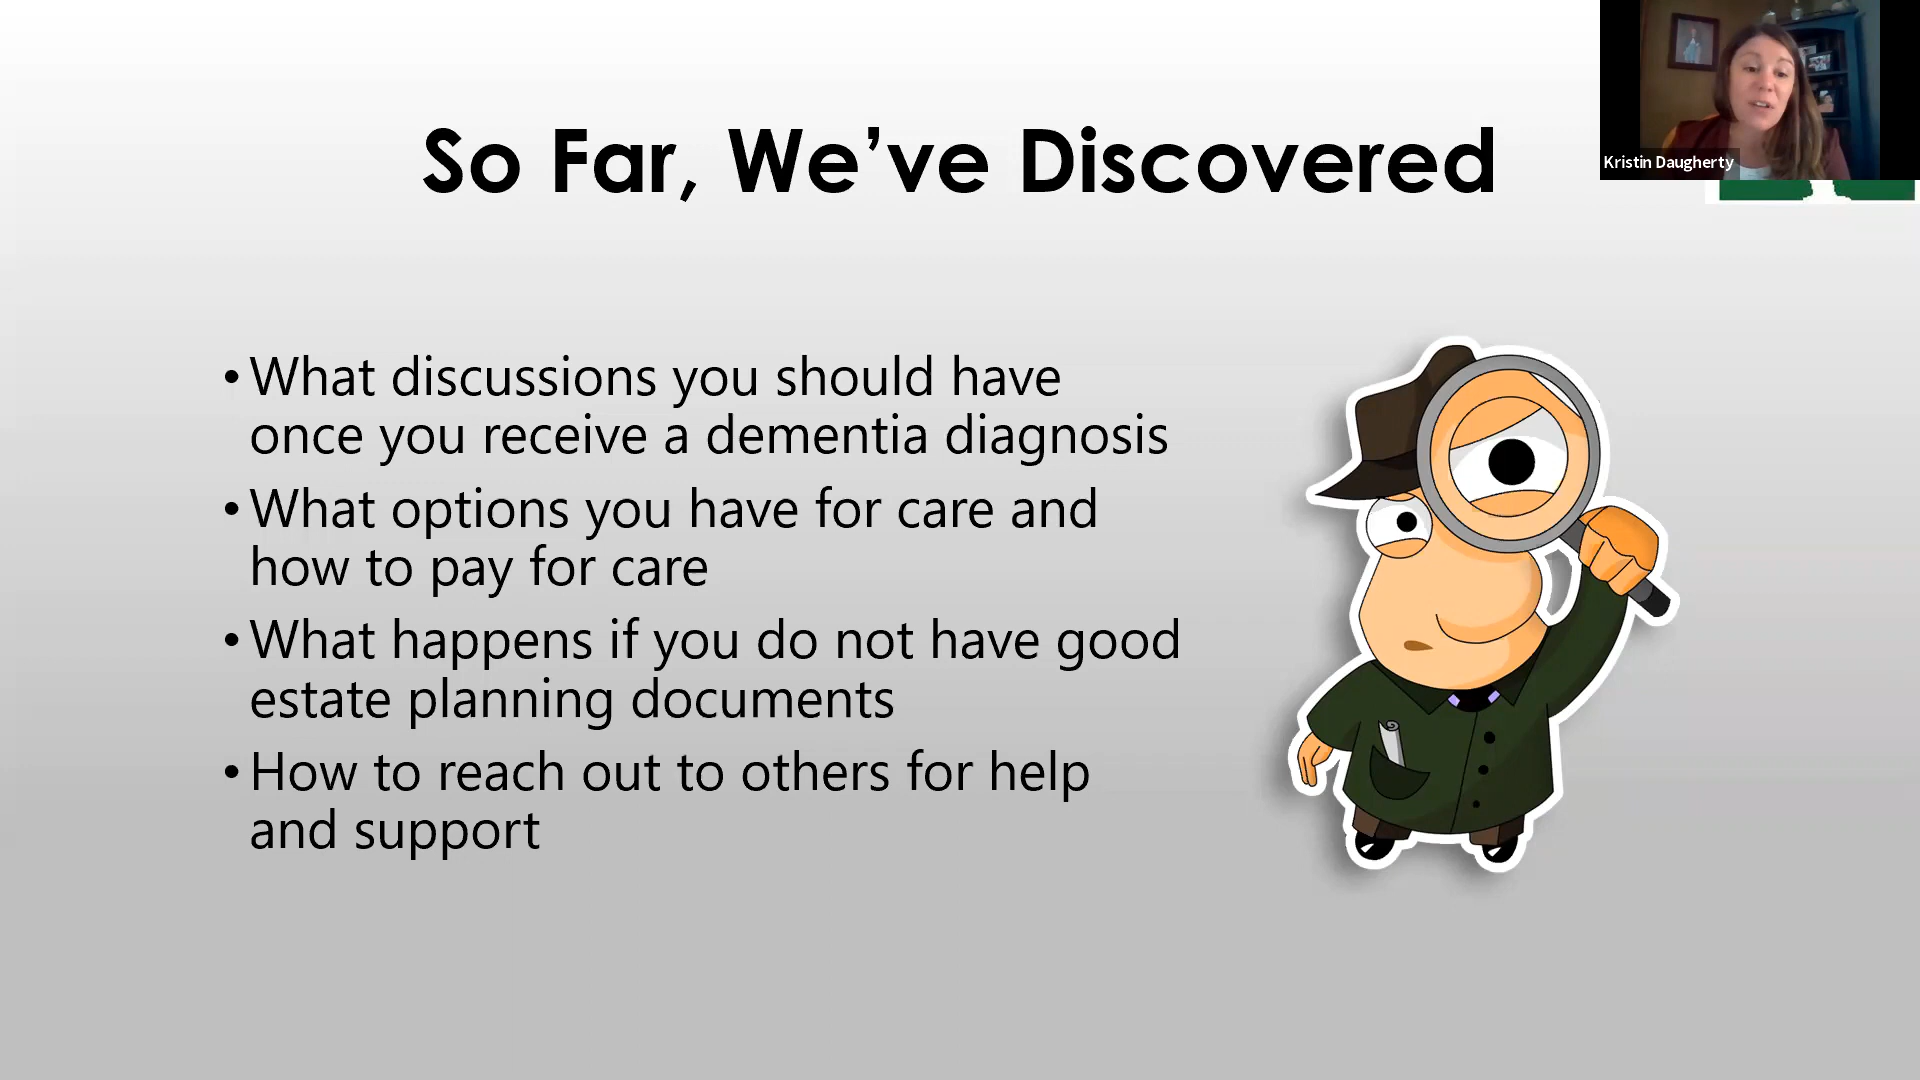 So Far, We’ve Discovered
Kristin Daugherty
• What discussions you should have
once you receive a dementia diagnosis
• What options you have for care and
how to pay for care
• What happens if you do not have good
estate planning documents
• How to reach out to others for help
and support